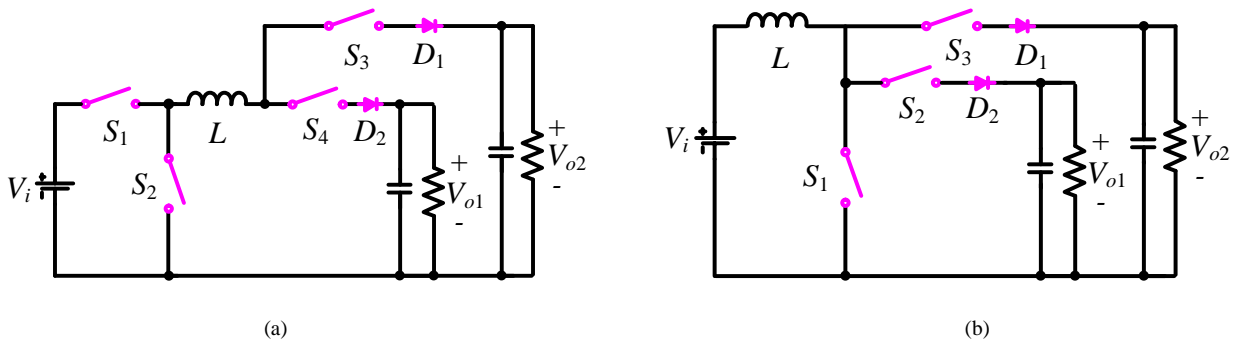 S3 D1
S1 L S4 D2
Vi S2 + Vo1 - + Vo2 -
(a)
L S3 D1
S2 D2
Vi S1 + Vo1 - + Vo2 -
(b)